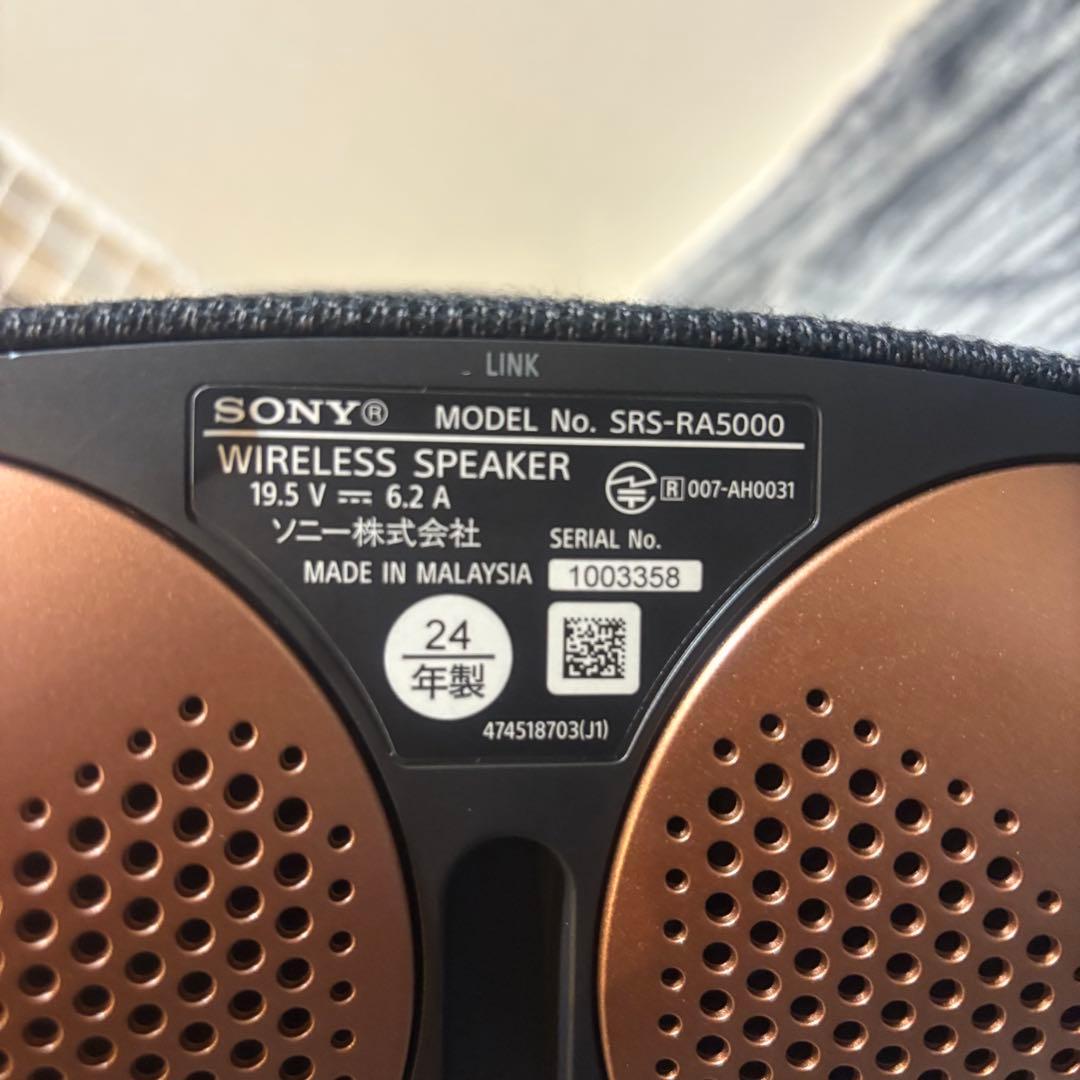 LINK
SONY® MODEL No. SRS-RA5000
WIRELESS SPEAKER
19.5 V ⎓ 6.2 A
R 007-AH0031
ソニー株式会社
SERIAL No.
MADE IN MALAYSIA 1003358
24
年製
474518703(J1)